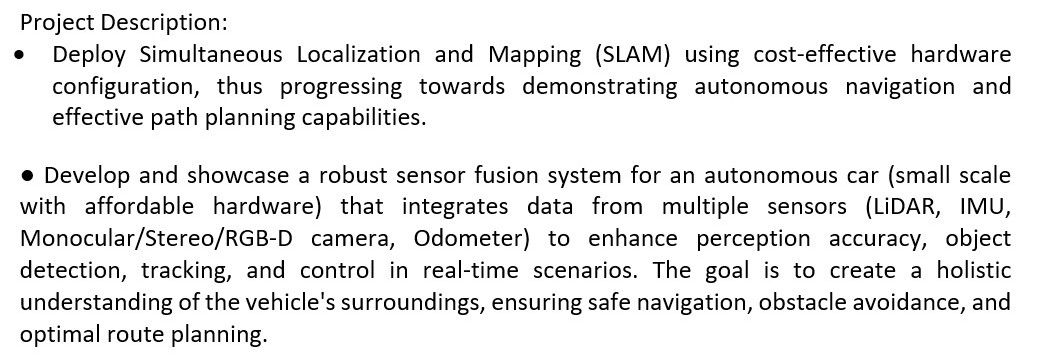 Project Description:
• Deploy Simultaneous Localization and Mapping (SLAM) using cost-effective hardware
configuration, thus progressing towards demonstrating autonomous navigation and
effective path planning capabilities.
• Develop and showcase a robust sensor fusion system for an autonomous car (small scale
with affordable hardware) that integrates data from multiple sensors (LiDAR, IMU,
Monocular/Stereo/RGB-D camera, Odometer) to enhance perception accuracy, object
detection, tracking, and control in real-time scenarios. The goal is to create a holistic
understanding of the vehicle's surroundings, ensuring safe navigation, obstacle avoidance, and
optimal route planning.